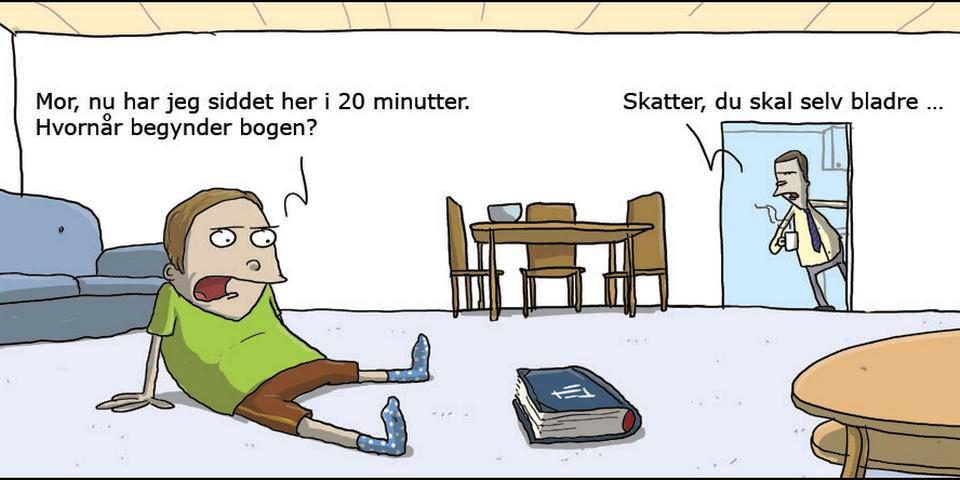 Mor, nu har jeg siddet her i 20 minutter.
Hvornår begynder bogen?
Skatter, du skal selv bladre ...